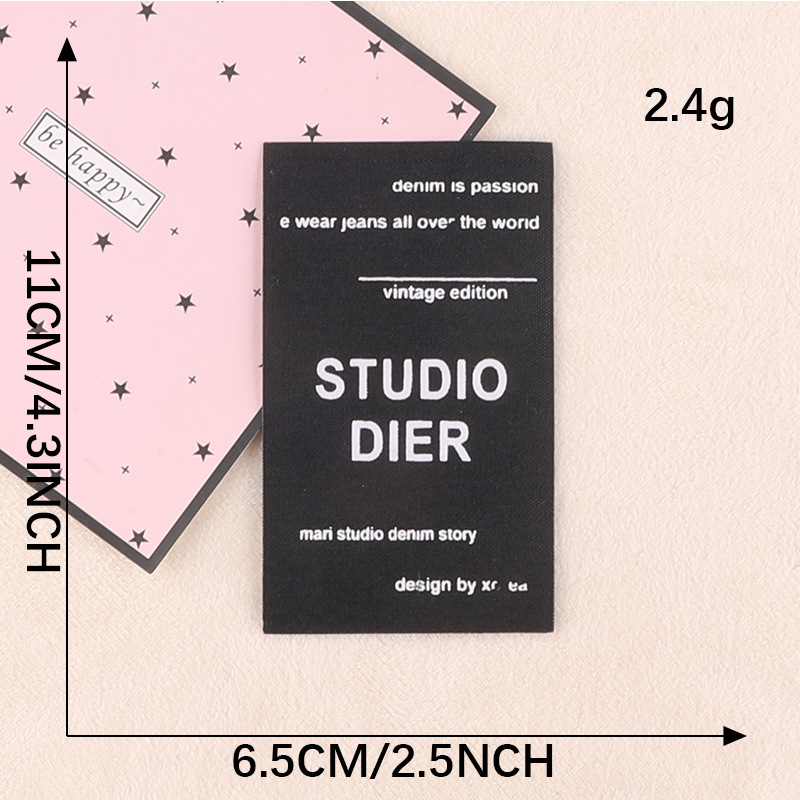 2.4g
be happy~
denim is passion
e wear jeans all over the world
vintage edition
STUDIO
DIER
mari studio denim story
design by
11CM/4.3INCH
6.5CM/2.5NCH